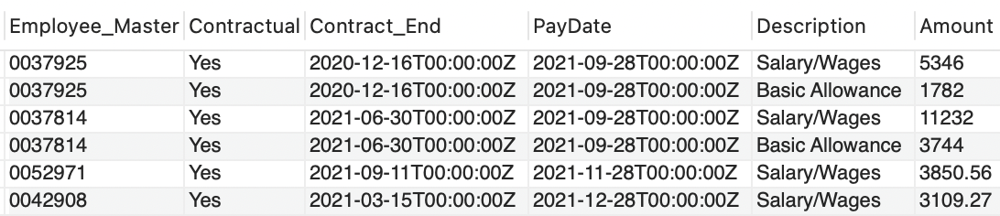 Employee_Master Contractual Contract_End PayDate Description Amount
0037925 Yes 2020-12-16T00:00:00Z 2021-09-28T00:00:00Z Salary/Wages 5346
0037925 Yes 2020-12-16T00:00:00Z 2021-09-28T00:00:00Z Basic Allowance 1782
0037814 Yes 2021-06-30T00:00:00Z 2021-09-28T00:00:00Z Salary/Wages 11232
0037814 Yes 2021-06-30T00:00:00Z 2021-09-28T00:00:00Z Basic Allowance 3744
0052971 Yes 2021-09-11T00:00:00Z 2021-11-28T00:00:00Z Salary/Wages 3850.56
0042908 Yes 2021-03-15T00:00:00Z 2021-12-28T00:00:00Z Salary/Wages 3109.27